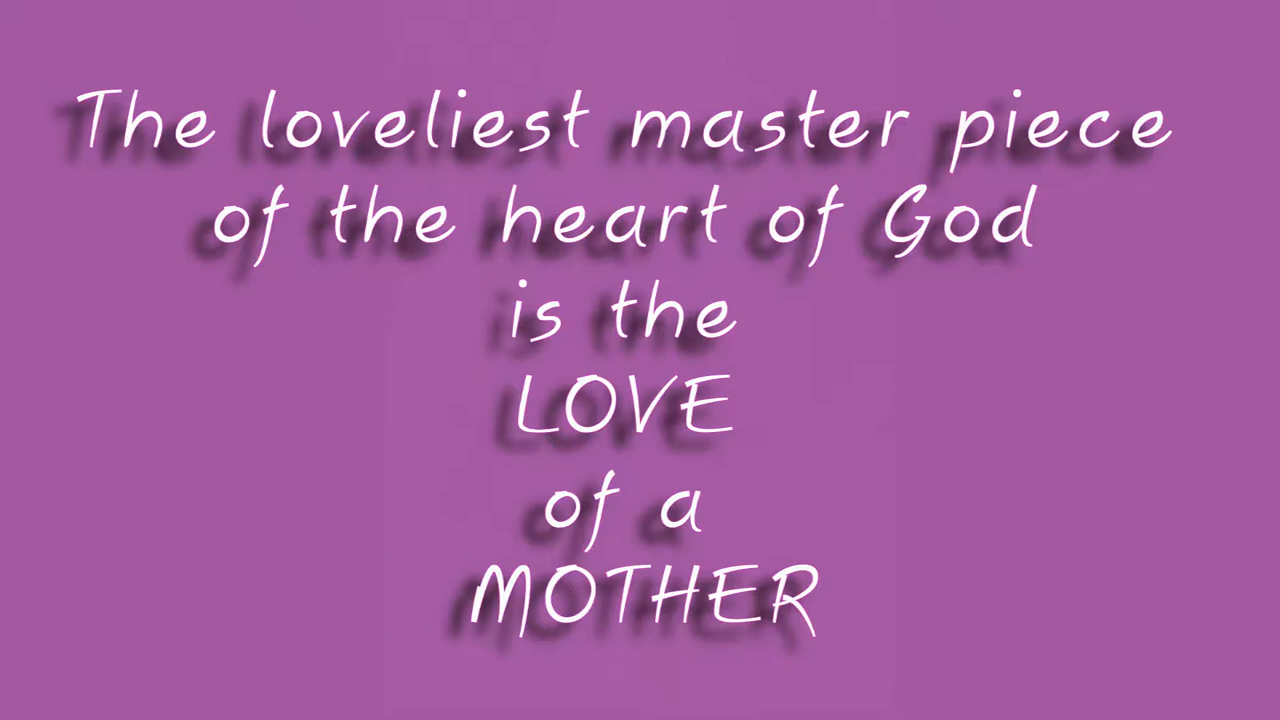 The loveliest master piece
of the heart of God
is the
LOVE
of a
MOTHER